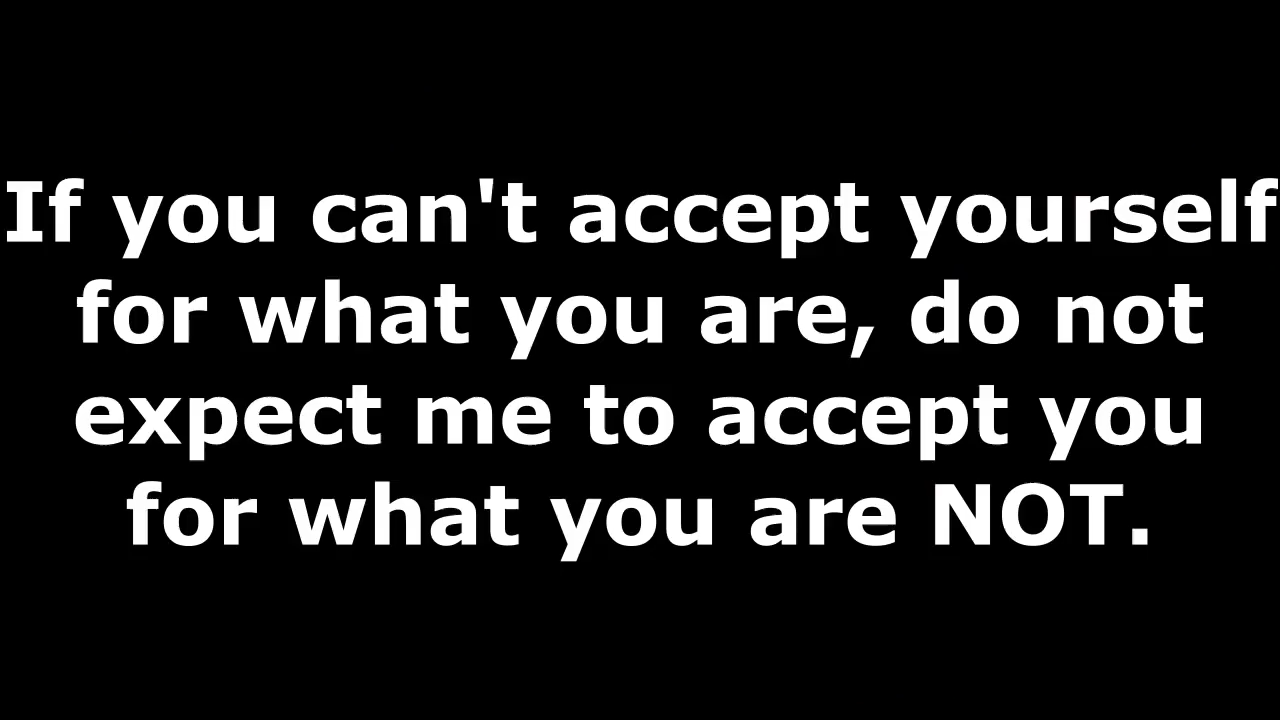 If you can't accept yourself
for what you are, do not
expect me to accept you
for what you are NOT.